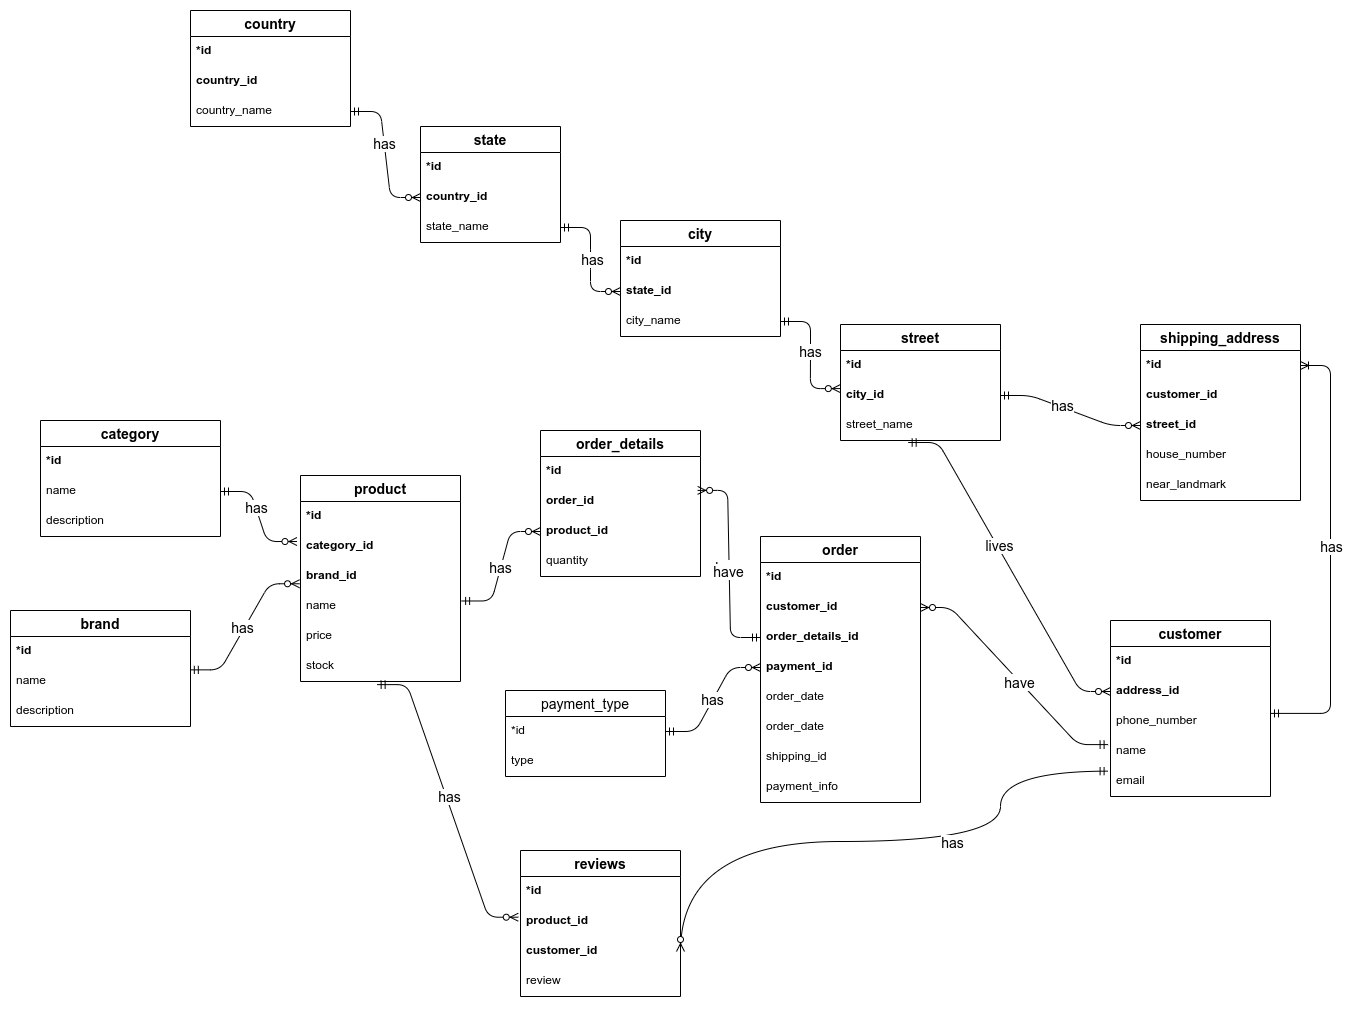 country
*id
country_id
country_name
has
state
*id
country_id
state_name
has
city
*id
state_id
city_name
has
street
*id
city_id
street_name
has
shipping_address
*id
customer_id
street_id
house_number
near_landmark
category
*id
name
description
has
brand
*id
name
description
has
product
*id
category_id
brand_id
name
price
stock
has
order_details
*id
order_id
product_id
quantity
have
order
*id
customer_id
order_details_id
payment_id
order_date
order_date
shipping_id
payment_info
payment_type
*id
type
has
lives
have
has
customer
*id
address_id
phone_number
name
email
has
has
reviews
*id
product_id
customer_id
review